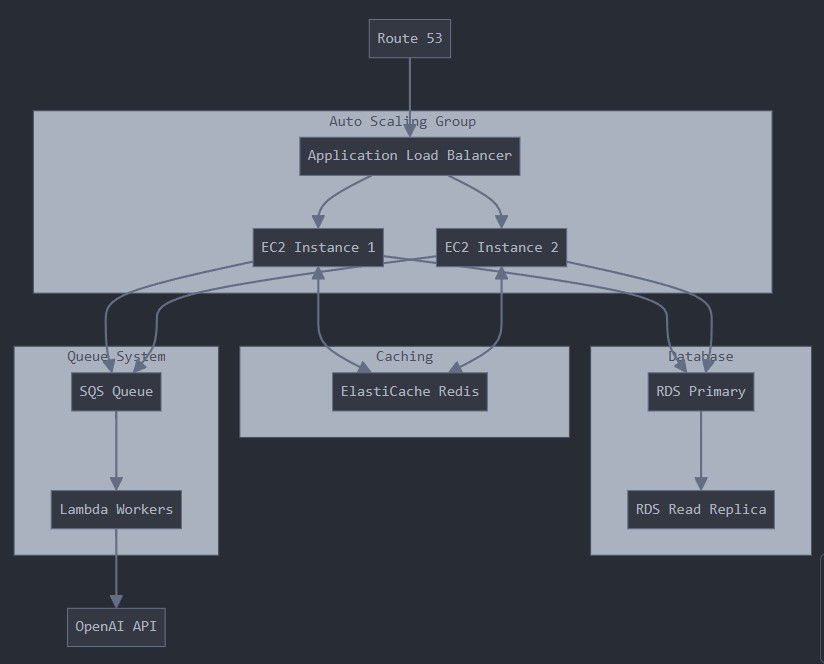 Route 53
Auto Scaling Group
Application Load Balancer
EC2 Instance 1
EC2 Instance 2
Queue System
Caching
Database
SQS Queue
ElastiCache Redis
RDS Primary
Lambda Workers
RDS Read Replica
OpenAI API